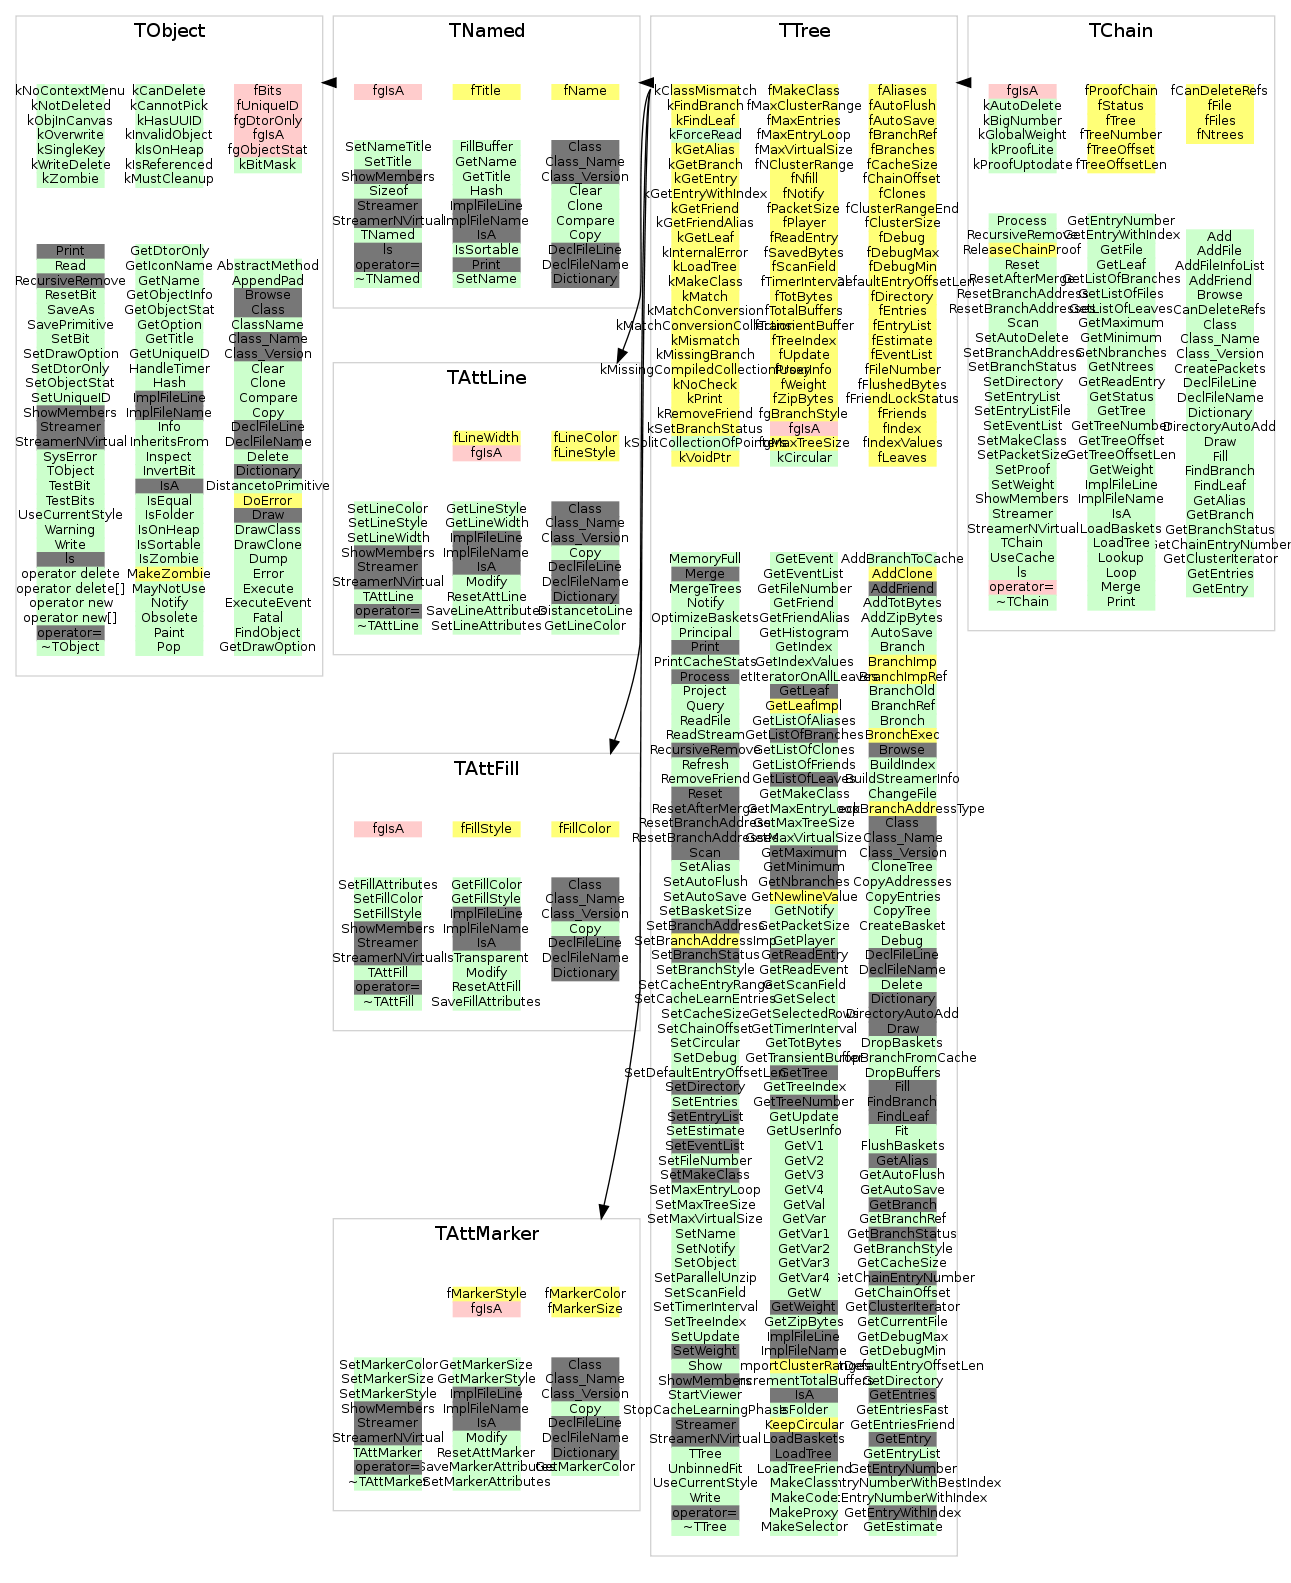 TObject
kNoContextMenu
kNotDeleted
kObjInCanvas
kOverwrite
kSingleKey
kWriteDelete
kZombie
kCanDelete
kCannotPick
kHasUUID
kInvalidObject
kIsOnHeap
kIsReferenced
kMustCleanup
fBits
fUniqueID
fgDtorOnly
fgIsA
fgObjectStat
kBitMask
Print
Read
RecursiveRemove
ResetBit
SaveAs
SavePrimitive
SetBit
SetDrawOption
SetDtorOnly
SetObjectStat
SetUniqueID
ShowMembers
Streamer
StreamerNVirtual
SysError
TObject
TestBit
TestBits
UseCurrentStyle
Warning
Write
ls
operator delete
operator delete[]
operator new
operator new[]
operator=
~TObject
GetDtorOnly
GetIconName
GetName
GetObjectInfo
GetObjectStat
GetOption
GetTitle
GetUniqueID
HandleTimer
Hash
ImplFileLine
ImplFileName
Info
InheritsFrom
Inspect
InvertBit
IsA
IsEqual
IsFolder
IsOnHeap
IsSortable
IsZombie
MakeZombie
MayNotUse
Notify
Obsolete
Paint
Pop
AbstractMethod
AppendPad
Browse
Class
ClassName
Class_Name
Class_Version
Clear
Clone
Compare
Copy
DeclFileLine
DeclFileName
Delete
Dictionary
DistancetoPrimitive
DoError
Draw
DrawClass
DrawClone
Dump
Error
Execute
ExecuteEvent
Fatal
FindObject
GetDrawOption
TNamed
fgIsA
fTitle
fName
SetNameTitle
SetTitle
ShowMembers
Sizeof
Streamer
StreamerNVirtual
TNamed
ls
operator=
~TNamed
FillBuffer
GetName
GetTitle
Hash
ImplFileLine
ImplFileName
IsA
IsSortable
Print
SetName
Class
Class_Name
Class_Version
Clear
Clone
Compare
Copy
DeclFileLine
DeclFileName
Dictionary
TAttLine
fLineWidth
fgIsA
fLineColor
fLineStyle
SetLineColor
SetLineStyle
SetLineWidth
ShowMembers
Streamer
StreamerNVirtual
TAttLine
operator=
~TAttLine
GetLineStyle
GetLineWidth
ImplFileLine
ImplFileName
IsA
Modify
ResetAttLine
SaveLineAttributes
SetLineAttributes
Class
Class_Name
Class_Version
Copy
DeclFileLine
DeclFileName
Dictionary
DistancetoLine
GetLineColor
TAttFill
fgIsA
fFillStyle
fFillColor
SetFillAttributes
SetFillColor
SetFillStyle
ShowMembers
Streamer
StreamerNVirtual
TAttFill
operator=
~TAttFill
GetFillColor
GetFillStyle
ImplFileLine
ImplFileName
IsA
IsTransparent
Modify
ResetAttFill
SaveFillAttributes
Class
Class_Name
Class_Version
Copy
DeclFileLine
DeclFileName
Dictionary
TAttMarker
fMarkerStyle
fgIsA
fMarkerColor
fMarkerSize
SetMarkerColor
SetMarkerSize
SetMarkerStyle
ShowMembers
Streamer
StreamerNVirtual
TAttMarker
operator=
~TAttMarker
GetMarkerSize
GetMarkerStyle
ImplFileLine
ImplFileName
IsA
Modify
ResetAttMarker
SaveMarkerAttributes
SetMarkerAttributes
Class
Class_Name
Class_Version
Copy
DeclFileLine
DeclFileName
Dictionary
GetMarkerColor
TTree
kClassMismatch
kFindBranch
kFindLeaf
kForceRead
kGetAlias
kGetBranch
kGetEntry
kGetEntryWithIndex
kGetFriend
kGetFriendAlias
kGetLeaf
kInternalError
kLoadTree
kMakeClass
kMatch
kMatchConversion
kMatchConversionCollection
kMismatch
kMissingBranch
kMissingCompiledCollectionProxy
kNoCheck
kPrint
kRemoveFriend
kSetBranchStatus
kSplitCollectionOfPointers
kVoidPtr
fMakeClass
fMaxClusterRange
fMaxEntries
fMaxEntryLoop
fMaxVirtualSize
fNClusterRange
fNfill
fNotify
fPacketSize
fPlayer
fReadEntry
fSavedBytes
fScanField
fTimerInterval
fTotBytes
fTotalBuffers
fTransientBuffer
fTreeIndex
fUpdate
fUserInfo
fWeight
fZipBytes
fgBranchStyle
fgIsA
fgMaxTreeSize
kCircular
fAliases
fAutoFlush
fAutoSave
fBranchRef
fBranches
fCacheSize
fChainOffset
fClones
fClusterRangeEnd
fClusterSize
fDebug
fDebugMax
fDebugMin
fDefaultEntryOffsetLen
fDirectory
fEntries
fEntryList
fEstimate
fEventList
fFileNumber
fFlushedBytes
fFriendLockStatus
fFriends
fIndex
fIndexValues
fLeaves
MemoryFull
Merge
MergeTrees
Notify
OptimizeBaskets
Principal
Print
PrintCacheStats
Process
Project
Query
ReadFile
ReadStream
RecursiveRemove
Refresh
RemoveFriend
Reset
ResetAfterMerge
ResetBranchAddress
ResetBranchAddresses
Scan
SetAlias
SetAutoFlush
SetAutoSave
SetBasketSize
SetBranchAddress
SetBranchAddressImp
SetBranchStatus
SetBranchStyle
SetCacheEntryRange
SetCacheLearnEntries
SetCacheSize
SetChainOffset
SetCircular
SetDebug
SetDefaultEntryOffsetLen
SetDirectory
SetEntries
SetEntryList
SetEstimate
SetEventList
SetFileNumber
SetMakeClass
SetMaxEntryLoop
SetMaxTreeSize
SetMaxVirtualSize
SetName
SetNotify
SetObject
SetParallelUnzip
SetScanField
SetTimerInterval
SetTreeIndex
SetUpdate
SetWeight
Show
ShowMembers
StartViewer
StopCacheLearningPhase
Streamer
StreamerNVirtual
TTree
UnbinnedFit
UseCurrentStyle
Write
operator=
~TTree
GetEvent
GetEventList
GetFileNumber
GetFriend
GetFriendAlias
GetHistogram
GetIndex
GetIndexValues
etIteratorOnAllLeaves
GetLeaf
GetLeafImpl
GetListOfAliases
GetListOfBranches
GetListOfClones
GetListOfFriends
GetListOfLeaves
GetMakeClass
GetMaxEntryLoop
GetMaxTreeSize
GetMaxVirtualSize
GetMaximum
GetMinimum
GetNbranches
GetNewlineValue
GetNotify
GetPacketSize
GetPlayer
GetReadEntry
GetReadEvent
GetScanField
GetSelect
GetSelectedRows
GetTimerInterval
GetTotBytes
GetTransientBuffer
GetTree
GetTreeIndex
GetTreeNumber
GetUpdate
GetUserInfo
GetV1
GetV2
GetV3
GetV4
GetVal
GetVar
GetVar1
GetVar2
GetVar3
GetVar4
GetW
GetWeight
GetZipBytes
ImplFileLine
ImplFileName
mportClusterRanges
crementTotalBuffers
IsA
IsFolder
KeepCircular
LoadBaskets
LoadTree
LoadTreeFriend
MakeClass
MakeCode
MakeProxy
MakeSelector
AddBranchToCache
AddClone
AddFriend
AddTotBytes
AddZipBytes
AutoSave
Branch
BranchImp
BranchImpRef
BranchOld
BranchRef
Bronch
BronchExec
Browse
BuildIndex
BuildStreamerInfo
ChangeFile
eckBranchAddressType
Class
Class_Name
Class_Version
CloneTree
CopyAddresses
CopyEntries
CopyTree
CreateBasket
Debug
DeclFileLine
DeclFileName
Delete
Dictionary
DirectoryAutoAdd
Draw
DropBaskets
opBranchFromCache
DropBuffers
Fill
FindBranch
FindLeaf
Fit
FlushBaskets
GetAlias
GetAutoFlush
GetAutoSave
GetBranch
GetBranchRef
GetBranchStatus
GetBranchStyle
GetCacheSize
GetChainEntryNumber
GetChainOffset
GetClusterIterator
GetCurrentFile
GetDebugMax
GetDebugMin
tDefaultEntryOffsetLen
GetDirectory
GetEntries
GetEntriesFast
GetEntriesFriend
GetEntry
GetEntryList
GetEntryNumber
ntryNumberWithBestIndex
EntryNumberWithIndex
GetEntryWithIndex
GetEstimate
TChain
fgIsA
kAutoDelete
kBigNumber
kGlobalWeight
kProofLite
kProofUptodate
fProofChain
fStatus
fTree
fTreeNumber
fTreeOffset
fTreeOffsetLen
fCanDeleteRefs
fFile
fFiles
fNtrees
Process
RecursiveRemove
ReleaseChainProof
Reset
ResetAfterMerge
ResetBranchAddress
ResetBranchAddresses
Scan
SetAutoDelete
SetBranchAddress
SetBranchStatus
SetDirectory
SetEntryList
SetEntryListFile
SetEventList
SetMakeClass
SetPacketSize
SetProof
SetWeight
ShowMembers
Streamer
StreamerNVirtual
TChain
UseCache
ls
operator=
~TChain
GetEntryNumber
GetEntryWithIndex
GetFile
GetLeaf
GetListOfBranches
GetListOfFiles
GetListOfLeaves
GetMaximum
GetMinimum
GetNbranches
GetNtrees
GetReadEntry
GetStatus
GetTree
GetTreeNumber
GetTreeOffset
GetTreeOffsetLen
GetWeight
ImplFileLine
ImplFileName
IsA
LoadBaskets
LoadTree
Lookup
Loop
Merge
Print
Add
AddFile
AddFileInfoList
AddFriend
Browse
CanDeleteRefs
Class
Class_Name
Class_Version
CreatePackets
DeclFileLine
DeclFileName
Dictionary
DirectoryAutoAdd
Draw
Fill
FindBranch
FindLeaf
GetAlias
GetBranch
GetBranchStatus
GetChainEntryNumber
GetClusterIterator
GetEntries
GetEntry